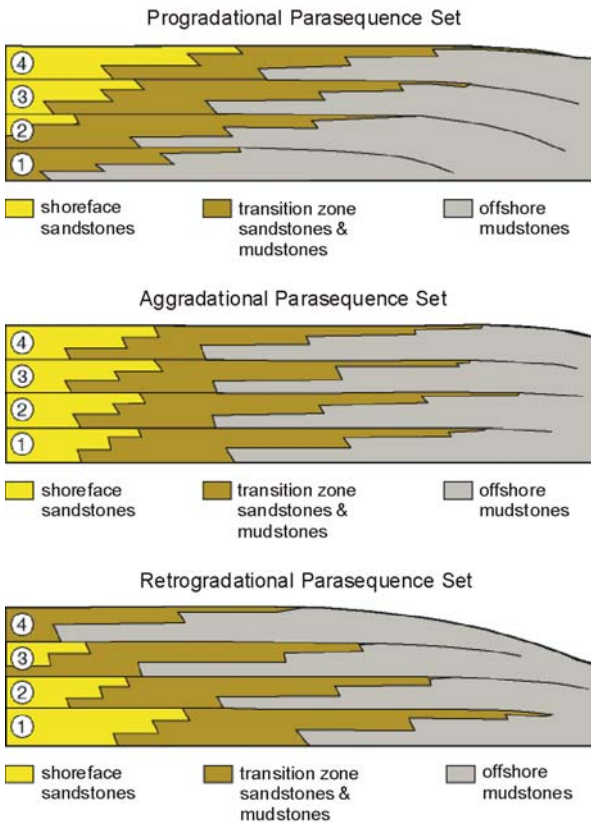 Progradational Parasequence Set
4
3
2
1
shoreface sandstones
transition zone sandstones & mudstones
offshore mudstones
Aggradational Parasequence Set
4
3
2
1
shoreface sandstones
transition zone sandstones & mudstones
offshore mudstones
Retrogradational Parasequence Set
4
3
2
1
shoreface sandstones
transition zone sandstones & mudstones
offshore mudstones